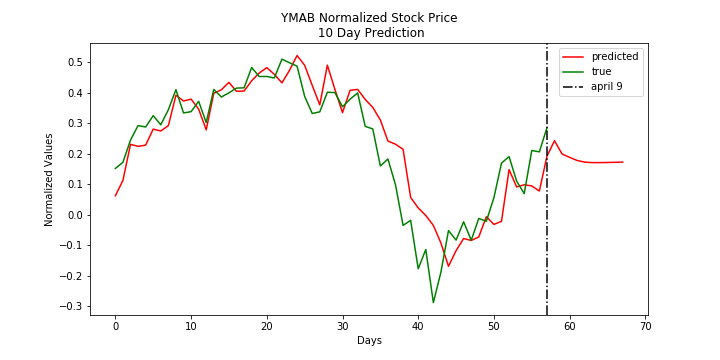 YMAB Normalized Stock Price
10 Day Prediction
predicted
true
april 9
Normalized Values
0.5
0.4
0.3
0.2
0.1
0.0
−0.1
−0.2
−0.3
0 10 20 30 40 50 60 70
Days